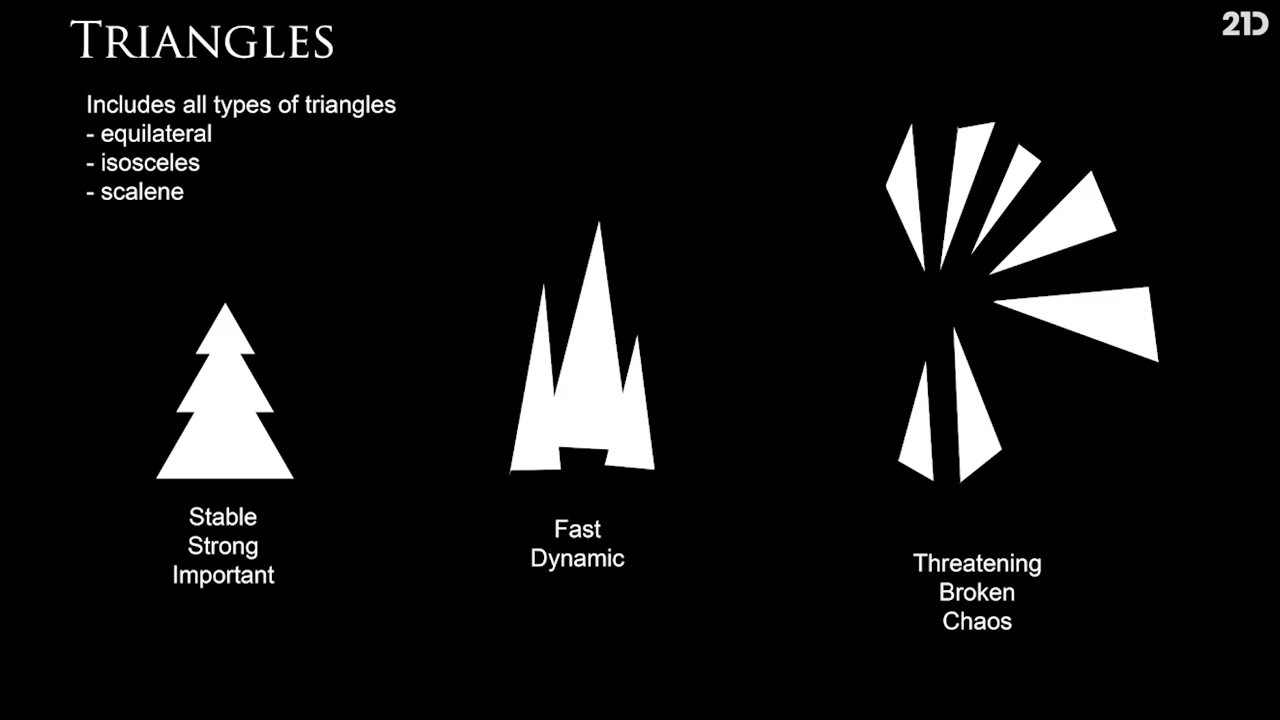 TRIANGLES
21D
Includes all types of triangles
- equilateral
- isosceles
- scalene
Stable
Strong
Important
Fast
Dynamic
Threatening
Broken
Chaos